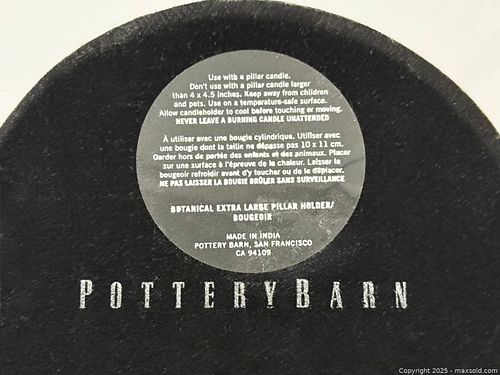 Use with a pillar candle.
Don't use with a pillar candle larger
than 4 x 4.5 inches. Keep away from children
and pets. Use on a temperature-safe surface.
Allow candleholder to cool before touching or moving.
NEVER LEAVE A BURNING CANDLE UNATTENDED
À utiliser avec une bougie cylindrique. Utiliser avec
une bougie dont la taille ne dépasse pas 10 x 11 cm.
Garder hors de portée des enfants et des animaux. Placer
sur une surface à l'épreuve de la chaleur. Laisser le
bougeoir refroidir avant d'y toucher ou de le déplacer.
NE PAS LAISSER LA BOUGIE BRÛLER SANS SURVEILLANCE
BOTANICAL EXTRA LARGE PILLAR HOLDER/
BOUGEOIR
MADE IN INDIA
POTTERY BARN, SAN FRANCISCO
CA 94109
POTTERYBARN
Copyright 2025 - maxsold.com